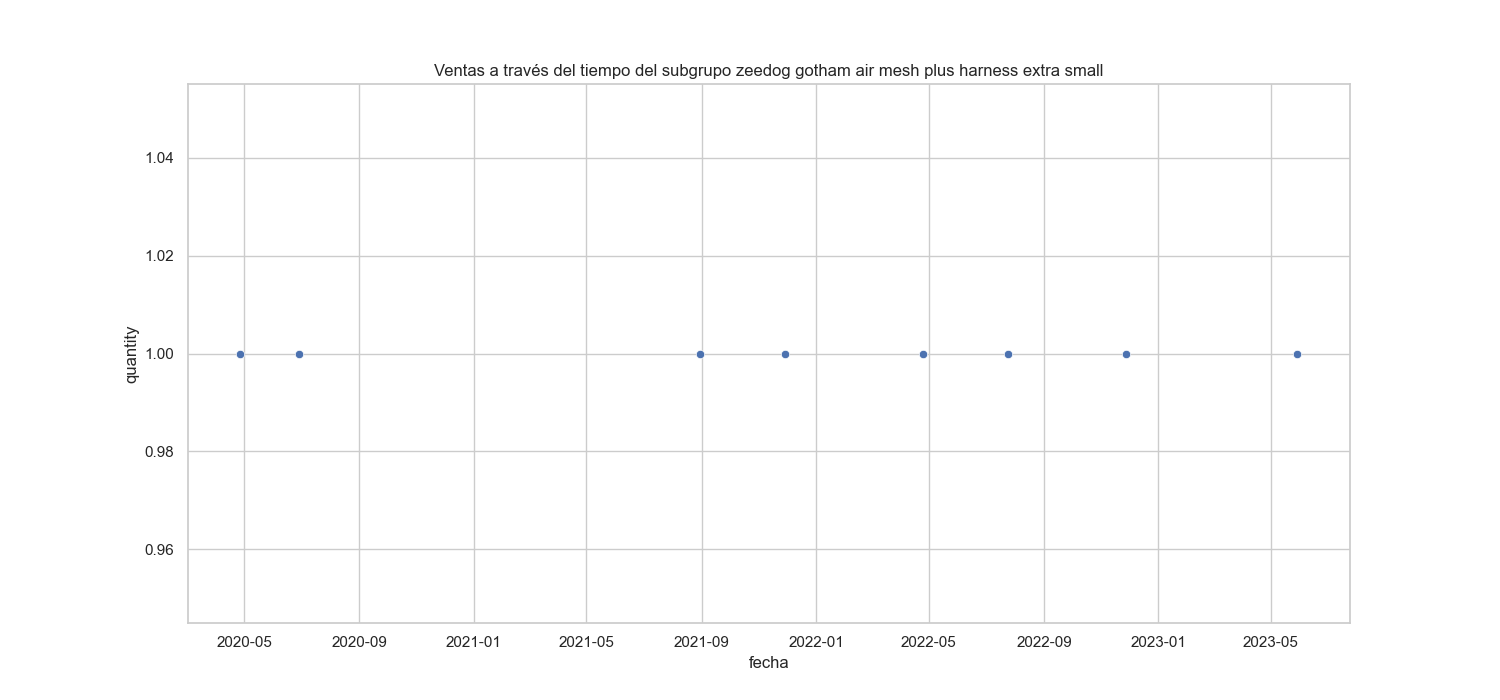 Ventas a través del tiempo del subgrupo zeedog gotham air mesh plus harness extra small
1.04
1.02
1.00
0.98
0.96
quantity
2020-05 2020-09 2021-01 2021-05 2021-09 2022-01 2022-05 2022-09 2023-01 2023-05
fecha